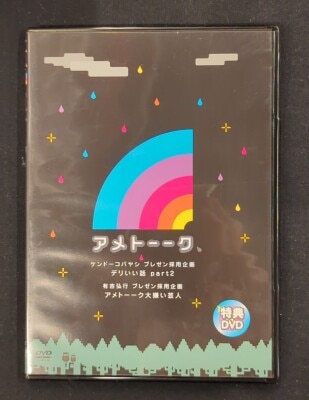 アメトーーク
ケンドーコバヤシ プレゼン採用企画
デリいい話 part2
有吉弘行 プレゼン採用企画
アメトーーク大嫌い芸人
特典
DVD
DVD